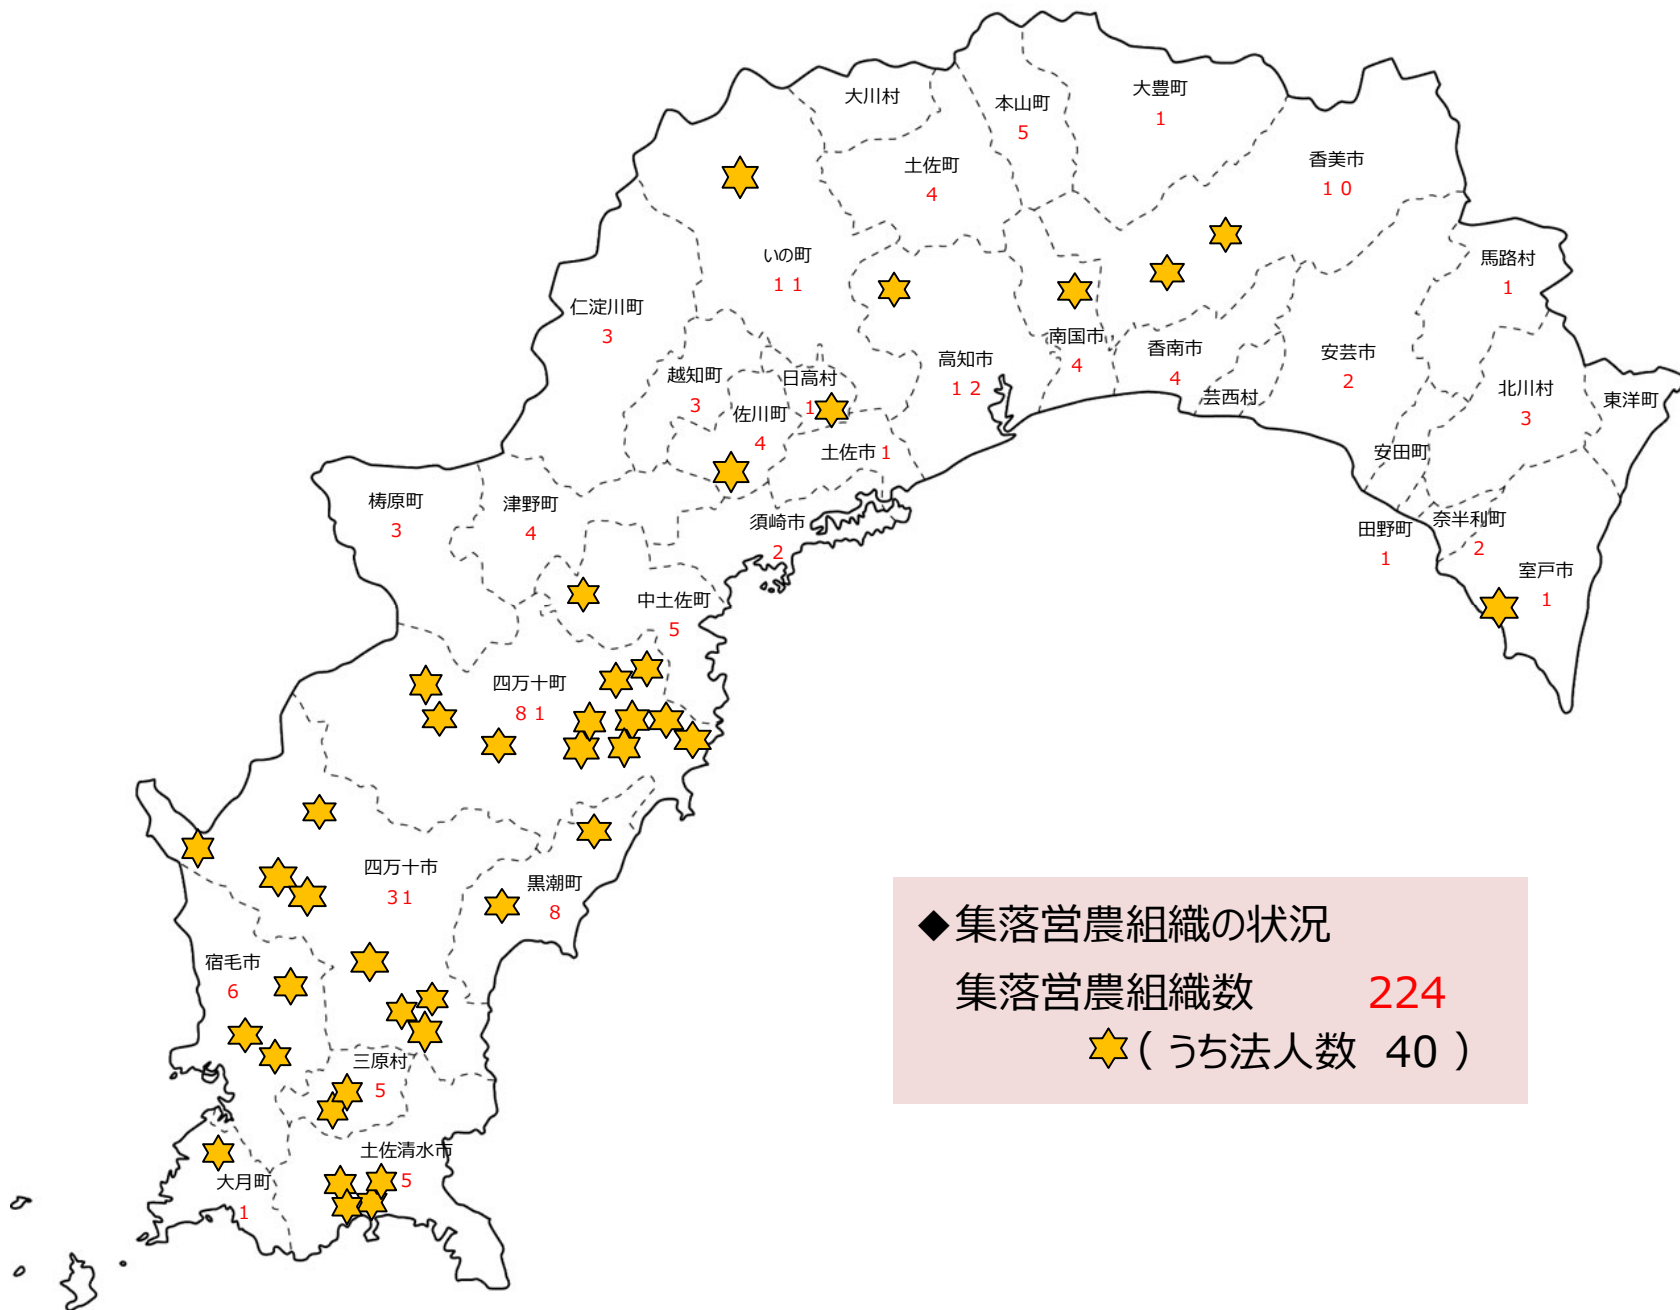 大川村
本山町
5
大豊町
1
土佐町
4
香美市
10
いの町
11
馬路村
1
仁淀川町
3
南国市
4
香南市
4
安芸市
2
高知市
12
越知町
3
日高村
1
佐川町
4
芸西村
北川村
3
東洋町
土佐市 1
安田町
梼原町
3
津野町
4
須崎市
2
田野町
1
奈半利町
2
室戸市
1
中土佐町
5
四万十町
81
四万十市
31
黒潮町
8
宿毛市
6
三原村
5
土佐清水市
5
大月町
1
◆集落営農組織の状況
集落営農組織数 224
(うち法人数 40)